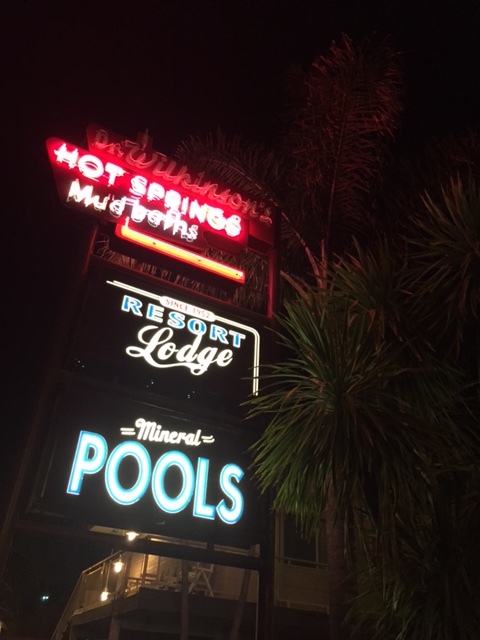 Dr. Wilkinson's
HOT SPRINGS
Mud baths
SINCE 1952
RESORT
Lodge
Mineral
POOLS